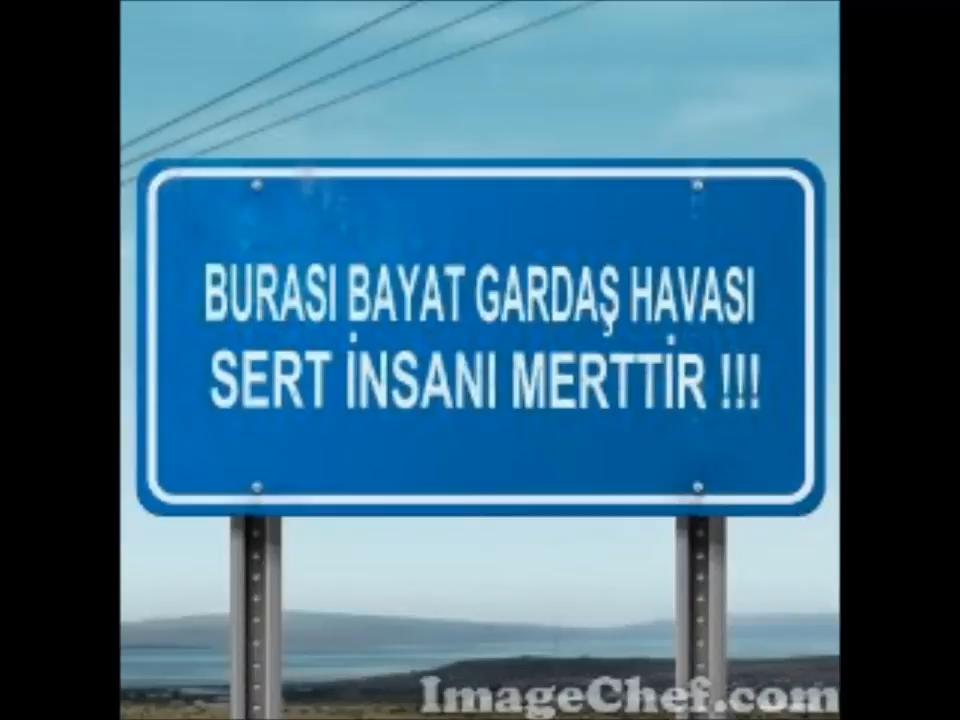 BURASI BAYAT GARDAŞ HAVASI
SERT İNSANI MERTTİR !!!
ImageChef.com